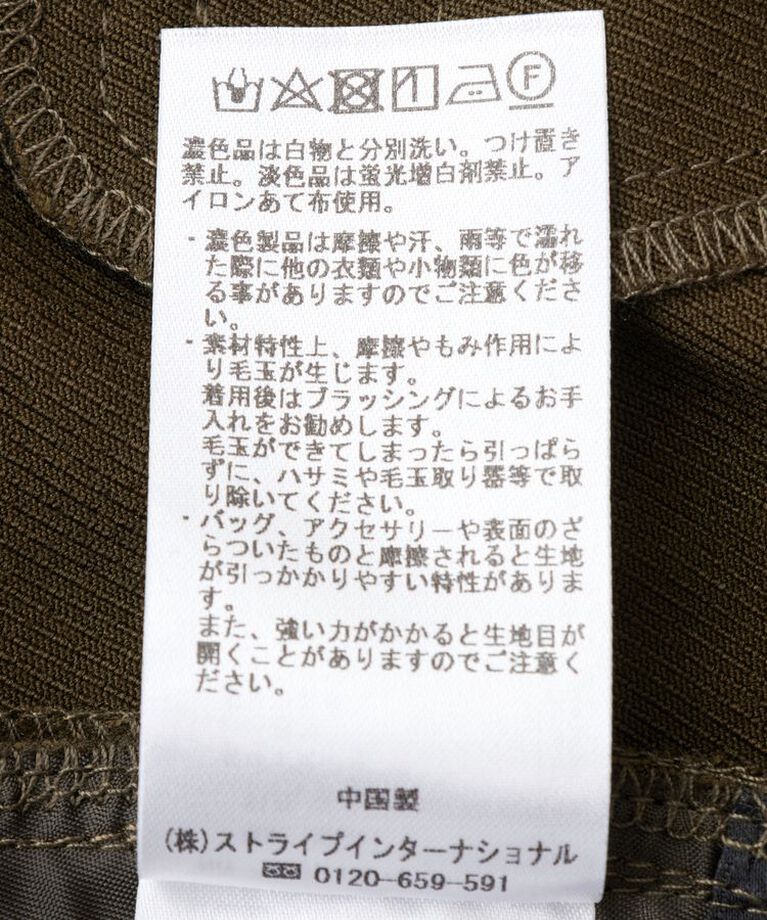 F
濃色品は白物と分別洗い。つけ置き
禁止。淡色品は蛍光増白剤禁止。ア
イロンあて布使用。
・濃色製品は摩擦や汗、雨等で濡れ
た際に他の衣類や小物類に色が移
る事がありますのでご注意くださ
い。
・素材特性上、摩擦やもみ作用によ
り毛玉が生じます。
着用後はブラッシングによるお手
入れをお勧めします。
毛玉ができてしまったら引っぱら
ずに、ハサミや毛玉取り器等で取
り除いてください。
・バッグ、アクセサリーや表面のざ
らついたものと摩擦されると生地
が引っかかりやすい特性がありま
す。
また、強い力がかかると生地目が
開くことがありますのでご注意く
ださい。
中国製
(株)ストライプインターナショナル
0120-659-591